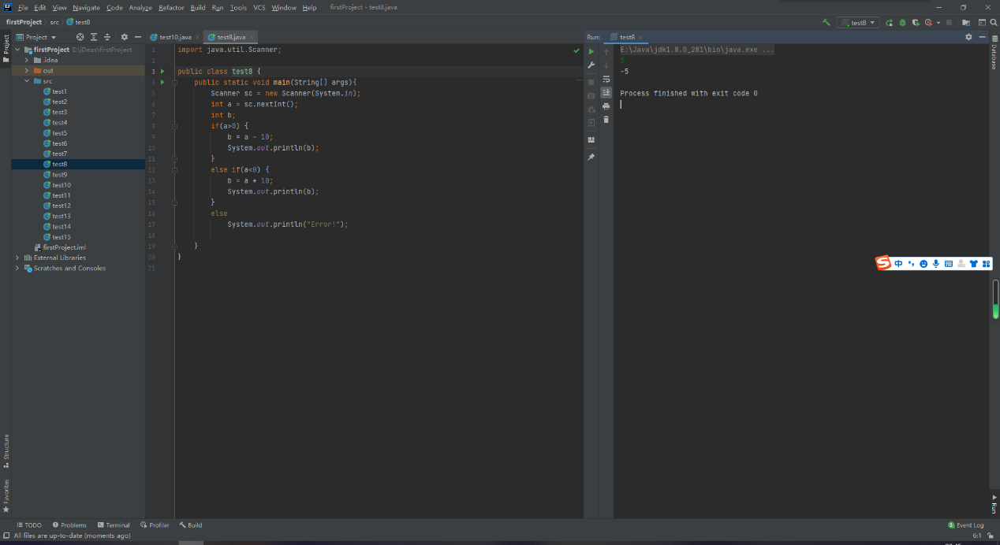 File Edit View Navigate Code Analyze Refactor Build Run Tools VCS Window Help firstProject - test8.java
firstProject src test8
test8
Project
test10.java test8.java
Run: test8
Project
firstProject E:\jDeas\firstProject
.idea
out
src
test1
test2
test3
test4
test5
test6
test7
test8
test9
test10
test11
test12
test13
test14
test15
firstProject.iml
External Libraries
Scratches and Consoles
Structure
Favorites
1 import java.util.Scanner;
2
3 public class test8 {
4 public static void main(String[] args){
5 Scanner sc = new Scanner(System.in);
6 int a = sc.nextInt();
7 int b;
8 if(a>0) {
9 b = a - 10;
10 System.out.println(b);
11 }
12 else if(a<0) {
13 b = a + 10;
14 System.out.println(b);
15 }
16 else
17 System.out.println("Error!");
18
19 }
20 }
21
E:\Java\jdk1.8.0_281\bin\java.exe ...
5
-5
Process finished with exit code 0
Database
中
Run
TODO Problems Terminal Profiler Build
3 Event Log
All files are up-to-date (moments ago)
6:1